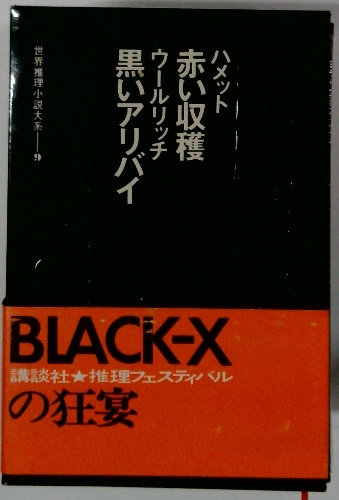 ハメット
赤い収穫
ウールリッチ
黒いアリバイ
世界推理小説大系——9
BLACK-X
講談社★推理フェスティバル
の狂宴